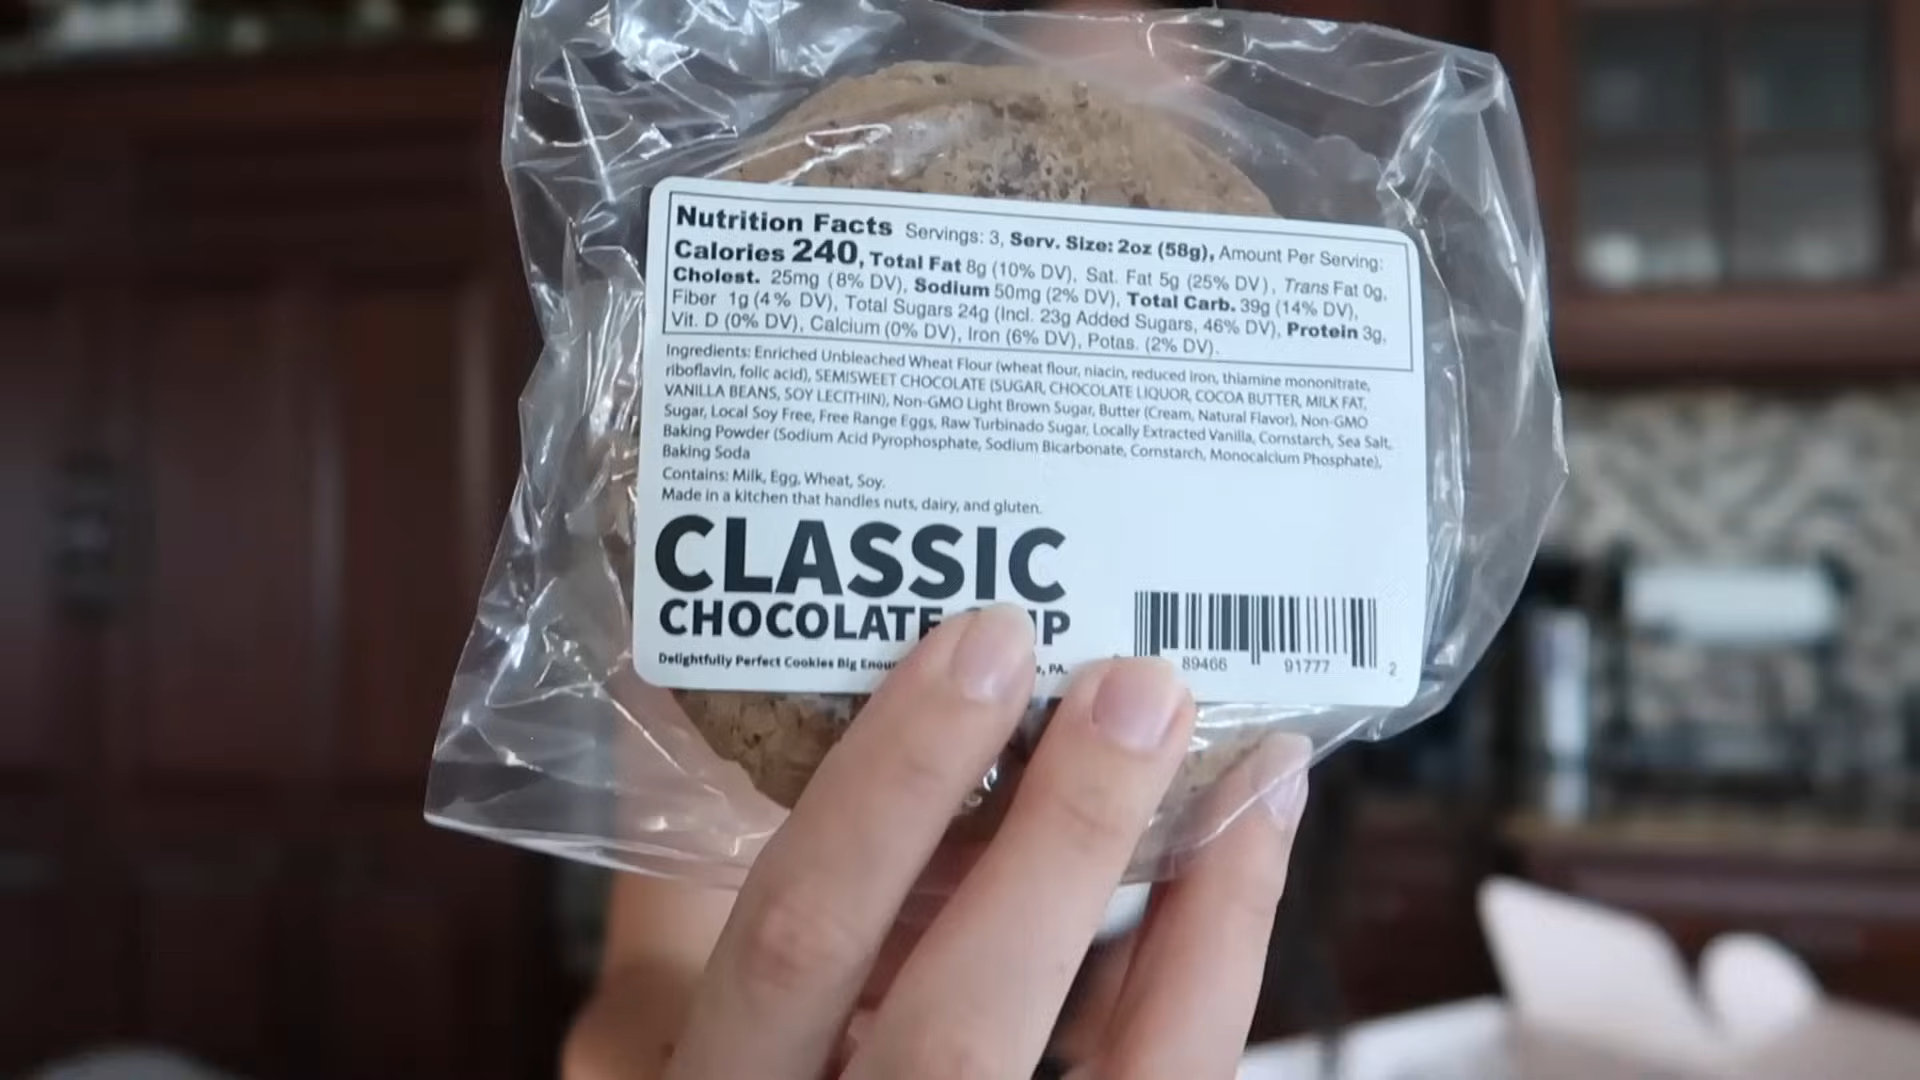 Nutrition Facts Servings: 3, Serv. Size: 2oz (58g), Amount Per Serving:
Calories 240, Total Fat 8g (10% DV), Sat. Fat 5g (25% DV), Trans Fat 0g,
Cholest. 25mg (8% DV), Sodium 50mg (2% DV), Total Carb. 39g (14% DV),
Fiber 1g (4% DV), Total Sugars 24g (Incl. 23g Added Sugars, 46% DV), Protein 3g,
Vit. D (0% DV), Calcium (0% DV), Iron (6% DV), Potas. (2% DV).
Ingredients: Enriched Unbleached Wheat Flour (wheat flour, niacin, reduced iron, thiamine mononitrate,
riboflavin, folic acid), SEMISWEET CHOCOLATE (SUGAR, CHOCOLATE LIQUOR, COCOA BUTTER, MILK FAT,
VANILLA BEANS, SOY LECITHIN), Non-GMO Light Brown Sugar, Butter (Cream, Natural Flavor), Non-GMO
Sugar, Local Soy Free, Free Range Eggs, Raw Turbinado Sugar, Locally Extracted Vanilla, Cornstarch, Sea Salt,
Baking Powder (Sodium Acid Pyrophosphate, Sodium Bicarbonate, Cornstarch, Monocalcium Phosphate),
Baking Soda
Contains: Milk, Egg, Wheat, Soy.
Made in a kitchen that handles nuts, dairy, and gluten.
CLASSIC
CHOCOLATE
Delightfully Perfect Cookies Big PA.
89466 91777 2